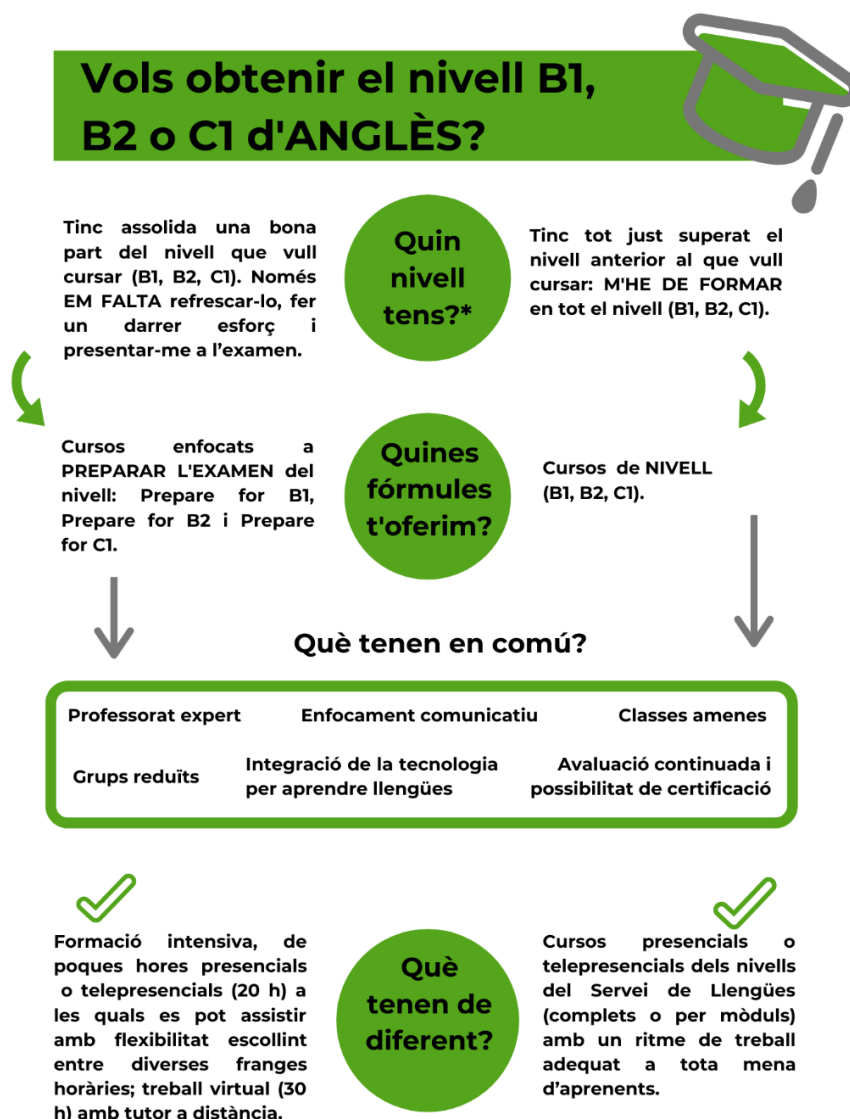 Vols obtenir el nivell B1,
B2 o C1 d'ANGLÈS?
Tinc assolida una bona
part del nivell que vull
cursar (B1, B2, C1). Només
EM FALTA refrescar-lo, fer
un darrer esforç i
presentar-me a l’examen.
Quin
nivell
tens?*
Tinc tot just superat el
nivell anterior al que vull
cursar: M'HE DE FORMAR
en tot el nivell (B1, B2, C1).
Cursos enfocats a
PREPARAR L'EXAMEN del
nivell: Prepare for B1,
Prepare for B2 i Prepare
for C1.
Quines
fórmules
t'oferim?
Cursos de NIVELL
(B1, B2, C1).
Què tenen en comú?
Professorat expert
Enfocament comunicatiu
Classes amenes
Grups reduïts
Integració de la tecnologia
per aprendre llengües
Avaluació continuada i
possibilitat de certificació
Formació intensiva, de
poques hores presencials
o telepresencials (20 h) a
les quals es pot assistir
amb flexibilitat escollint
entre diverses franges
horàries; treball virtual (30
h) amb tutor a distància.
Què
tenen de
diferent?
Cursos presencials o
telepresencials dels nivells
del Servei de Llengües
(complets o per mòduls)
amb un ritme de treball
adequat a tota mena
d’aprenents.